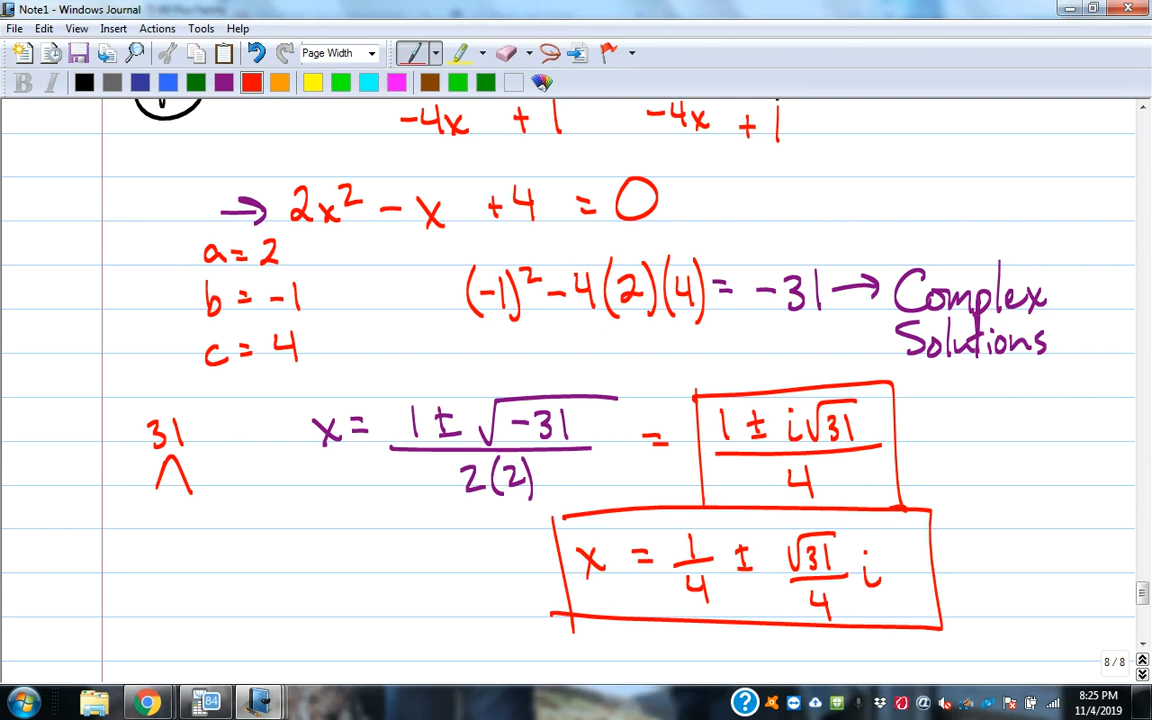 Note1 - Windows Journal
File Edit View Insert Actions Tools Help
Page Width
B I
-4x + 1 -4x + 1
→ 2x² - x + 4 = 0
a = 2
b = -1
c = 4
(-1)² - 4(2)(4) = -31 → Complex
Solutions
31
x = (1 ± √-31)/2(2) = (1 ± i√31)/4
x = 1/4 ± √31/4 i
8 / 8
84
8:25 PM
11/4/2019